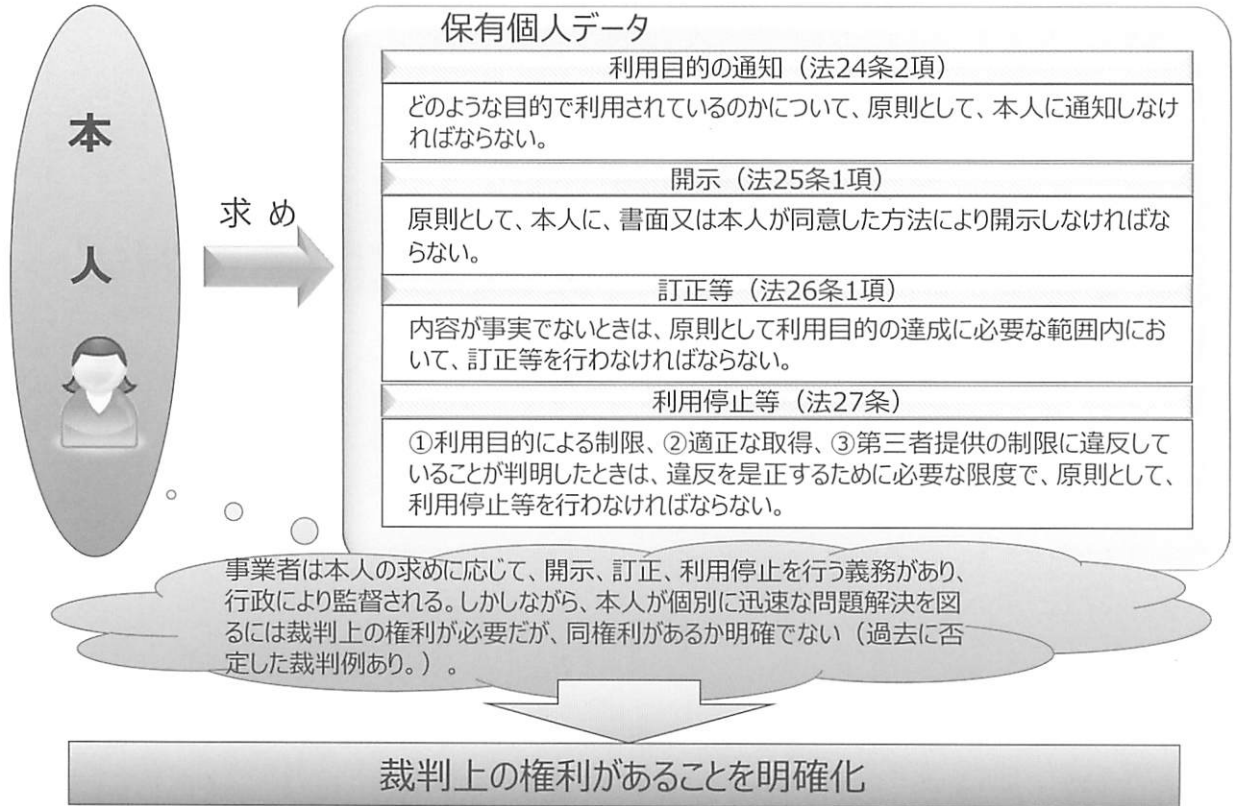 本
人
求 め
保有個人データ
利用目的の通知（法24条2項）
どのような目的で利用されているのかについて、原則として、本人に通知しなけ
ればならない。
開示（法25条1項）
原則として、本人に、書面又は本人が同意した方法により開示しなければな
らない。
訂正等（法26条1項）
内容が事実でないときは、原則として利用目的の達成に必要な範囲内にお
いて、訂正等を行わなければならない。
利用停止等（法27条）
①利用目的による制限、②適正な取得、③第三者提供の制限に違反して
いることが判明したときは、違反を是正するために必要な限度で、原則として、
利用停止等を行わなければならない。
事業者は本人の求めに応じて、開示、訂正、利用停止を行う義務があり、
行政により監督される。しかしながら、本人が個別に迅速な問題解決を図
るには裁判上の権利が必要だが、同権利があるか明確でない（過去に否
定した裁判例あり。）。
裁判上の権利があることを明確化